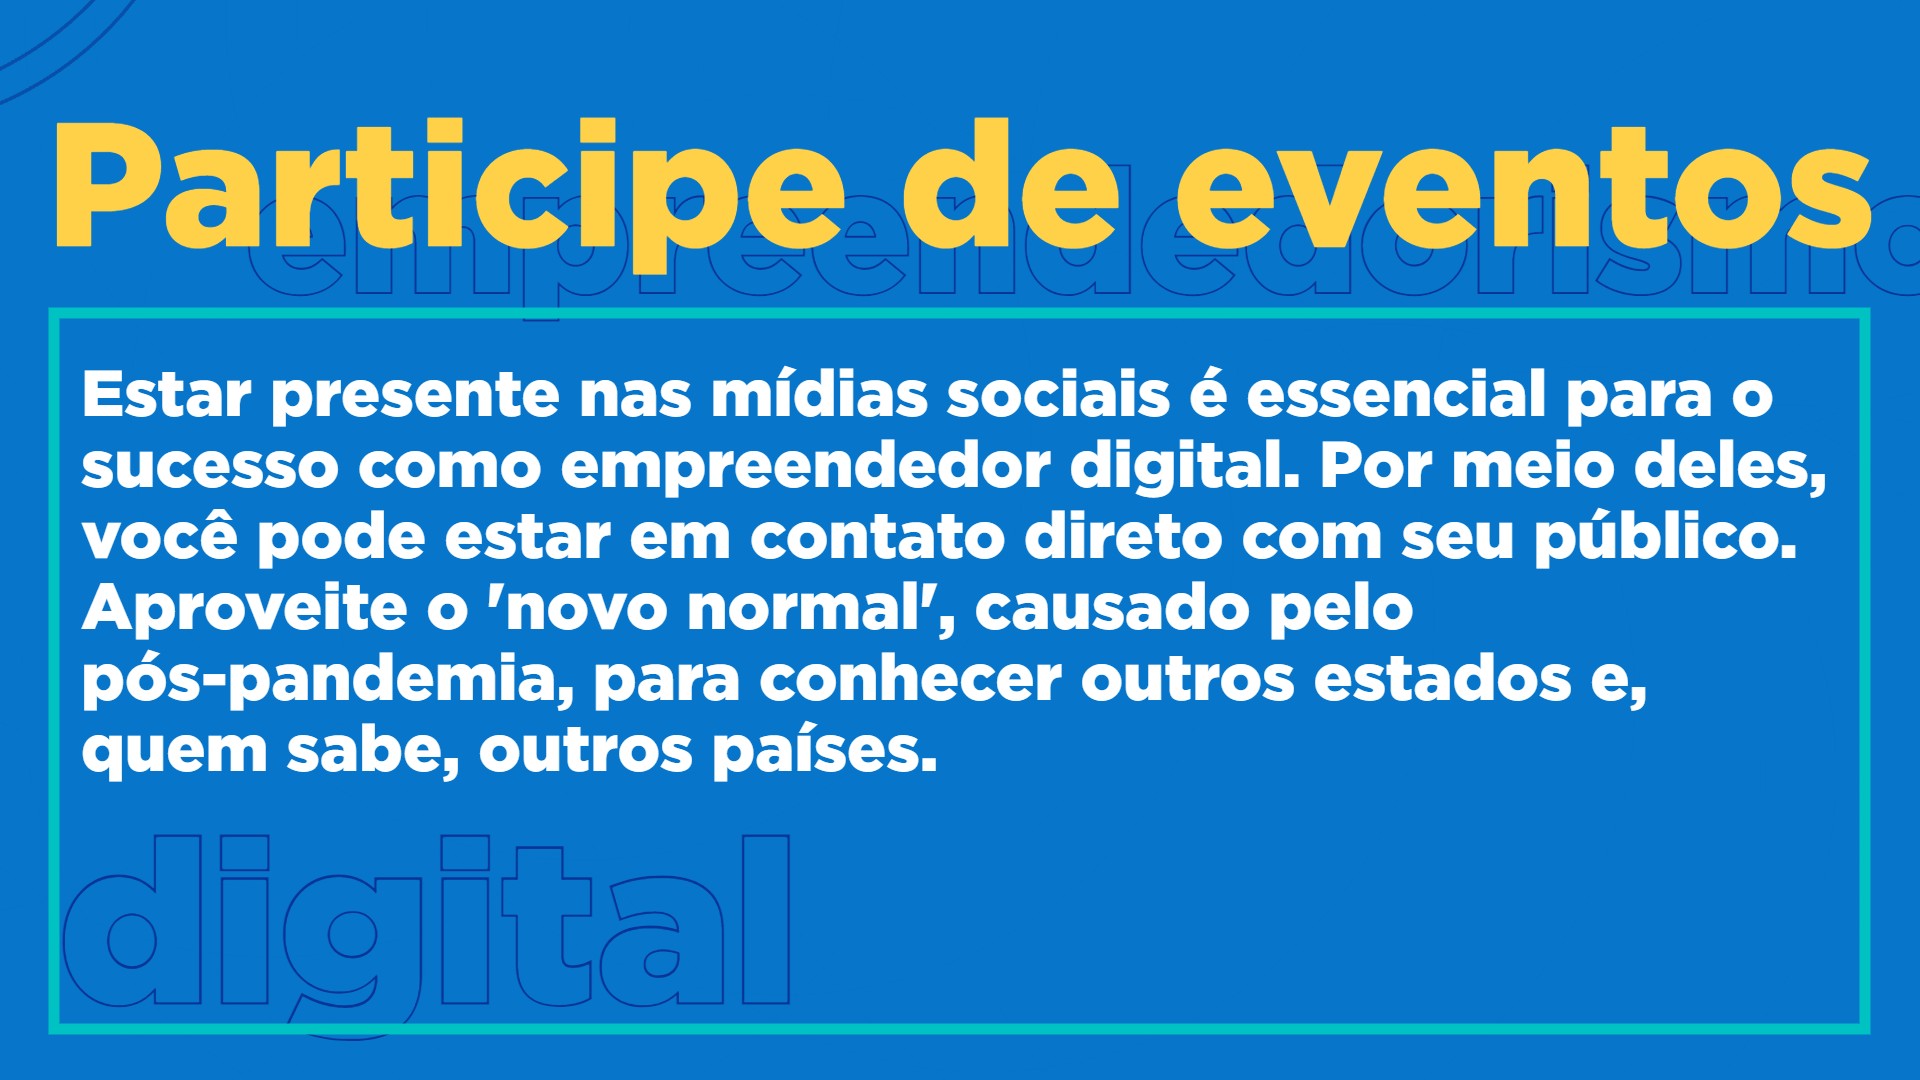 Participe de eventos
empreendedorismo
Estar presente nas mídias sociais é essencial para o
sucesso como empreendedor digital. Por meio deles,
você pode estar em contato direto com seu público.
Aproveite o 'novo normal', causado pelo
pós-pandemia, para conhecer outros estados e,
quem sabe, outros países.
digital